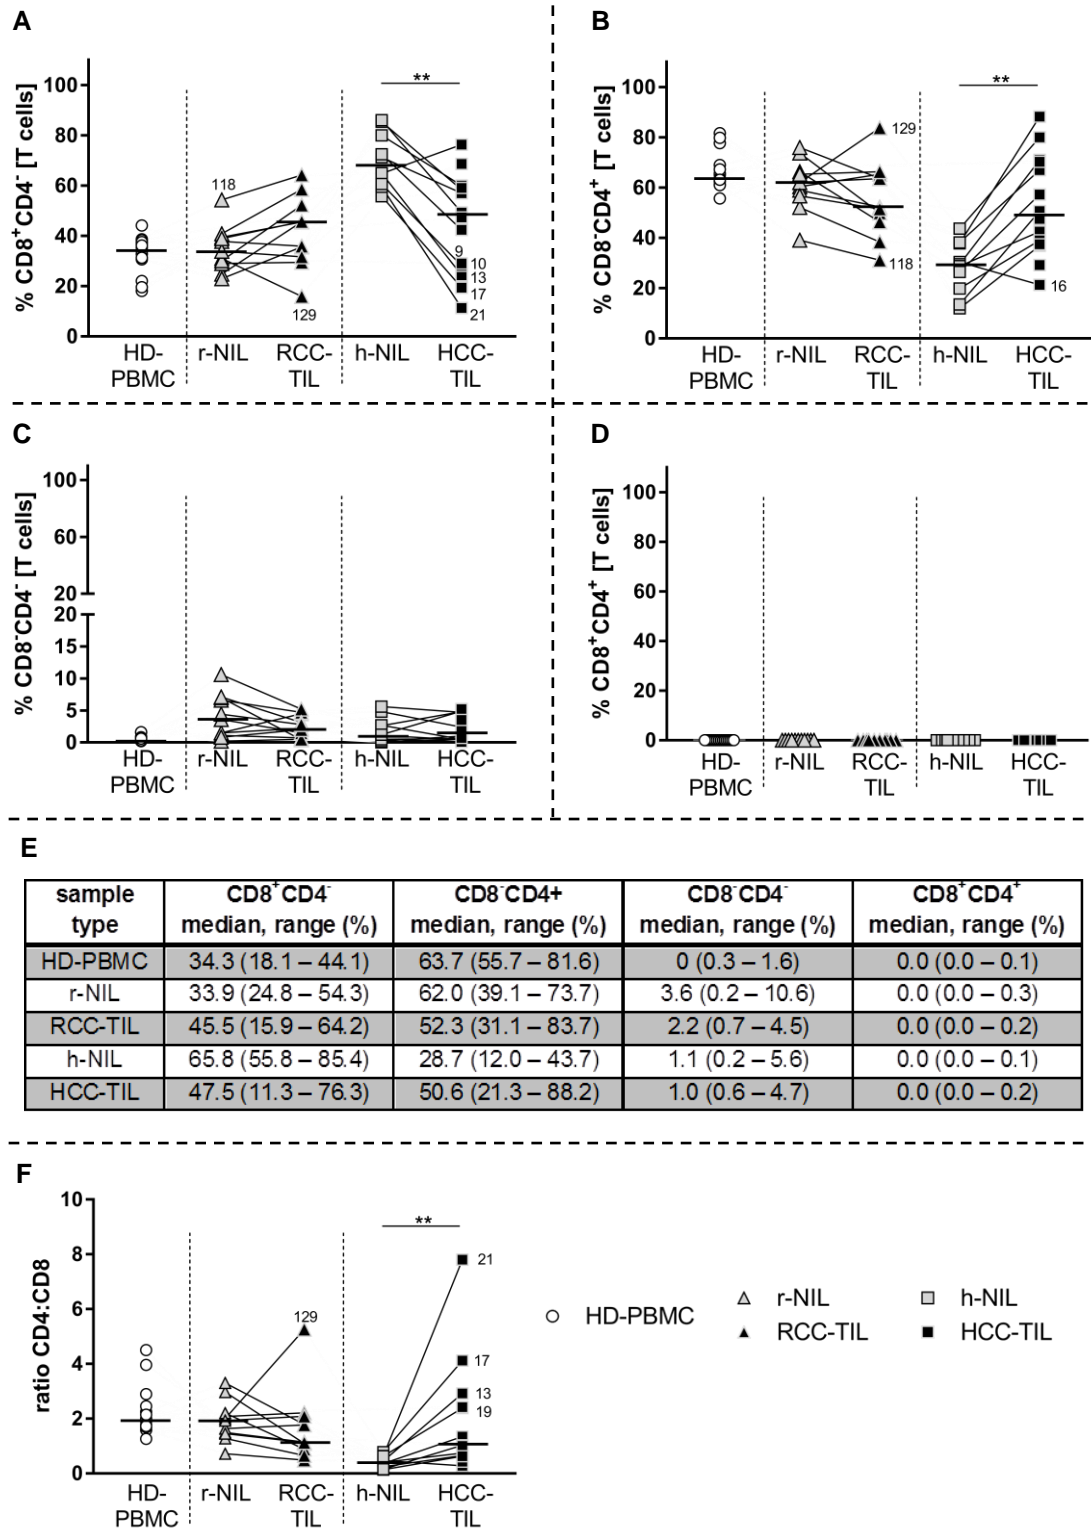 A
% CD8⁺CD4⁻ [T cells]
100
80
60
40
20
0
**
118
129
9
10
13
17
21
HD-PBMC
r-NIL
RCC-TIL
h-NIL
HCC-TIL
B
% CD8⁻CD4⁺ [T cells]
100
80
60
40
20
0
**
129
118
16
HD-PBMC
r-NIL
RCC-TIL
h-NIL
HCC-TIL
C
% CD8⁻CD4⁻ [T cells]
100
60
20
20
15
10
5
0
HD-PBMC
r-NIL
RCC-TIL
h-NIL
HCC-TIL
D
% CD8⁺CD4⁺ [T cells]
100
80
60
40
20
0
HD-PBMC
r-NIL
RCC-TIL
h-NIL
HCC-TIL
E
sample type | CD8⁺CD4⁻ median, range (%) | CD8⁻CD4+ median, range (%) | CD8⁻CD4⁻ median, range (%) | CD8⁺CD4⁺ median, range (%)
HD-PBMC | 34.3 (18.1 – 44.1) | 63.7 (55.7 – 81.6) | 0 (0.3 – 1.6) | 0.0 (0.0 – 0.1)
r-NIL | 33.9 (24.8 – 54.3) | 62.0 (39.1 – 73.7) | 3.6 (0.2 – 10.6) | 0.0 (0.0 – 0.3)
RCC-TIL | 45.5 (15.9 – 64.2) | 52.3 (31.1 – 83.7) | 2.2 (0.7 – 4.5) | 0.0 (0.0 – 0.2)
h-NIL | 65.8 (55.8 – 85.4) | 28.7 (12.0 – 43.7) | 1.1 (0.2 – 5.6) | 0.0 (0.0 – 0.1)
HCC-TIL | 47.5 (11.3 – 76.3) | 50.6 (21.3 – 88.2) | 1.0 (0.6 – 4.7) | 0.0 (0.0 – 0.2)
F
ratio CD4:CD8
10
8
6
4
2
0
**
129
21
17
13
19
HD-PBMC
r-NIL
RCC-TIL
h-NIL
HCC-TIL
HD-PBMC
r-NIL
RCC-TIL
h-NIL
HCC-TIL